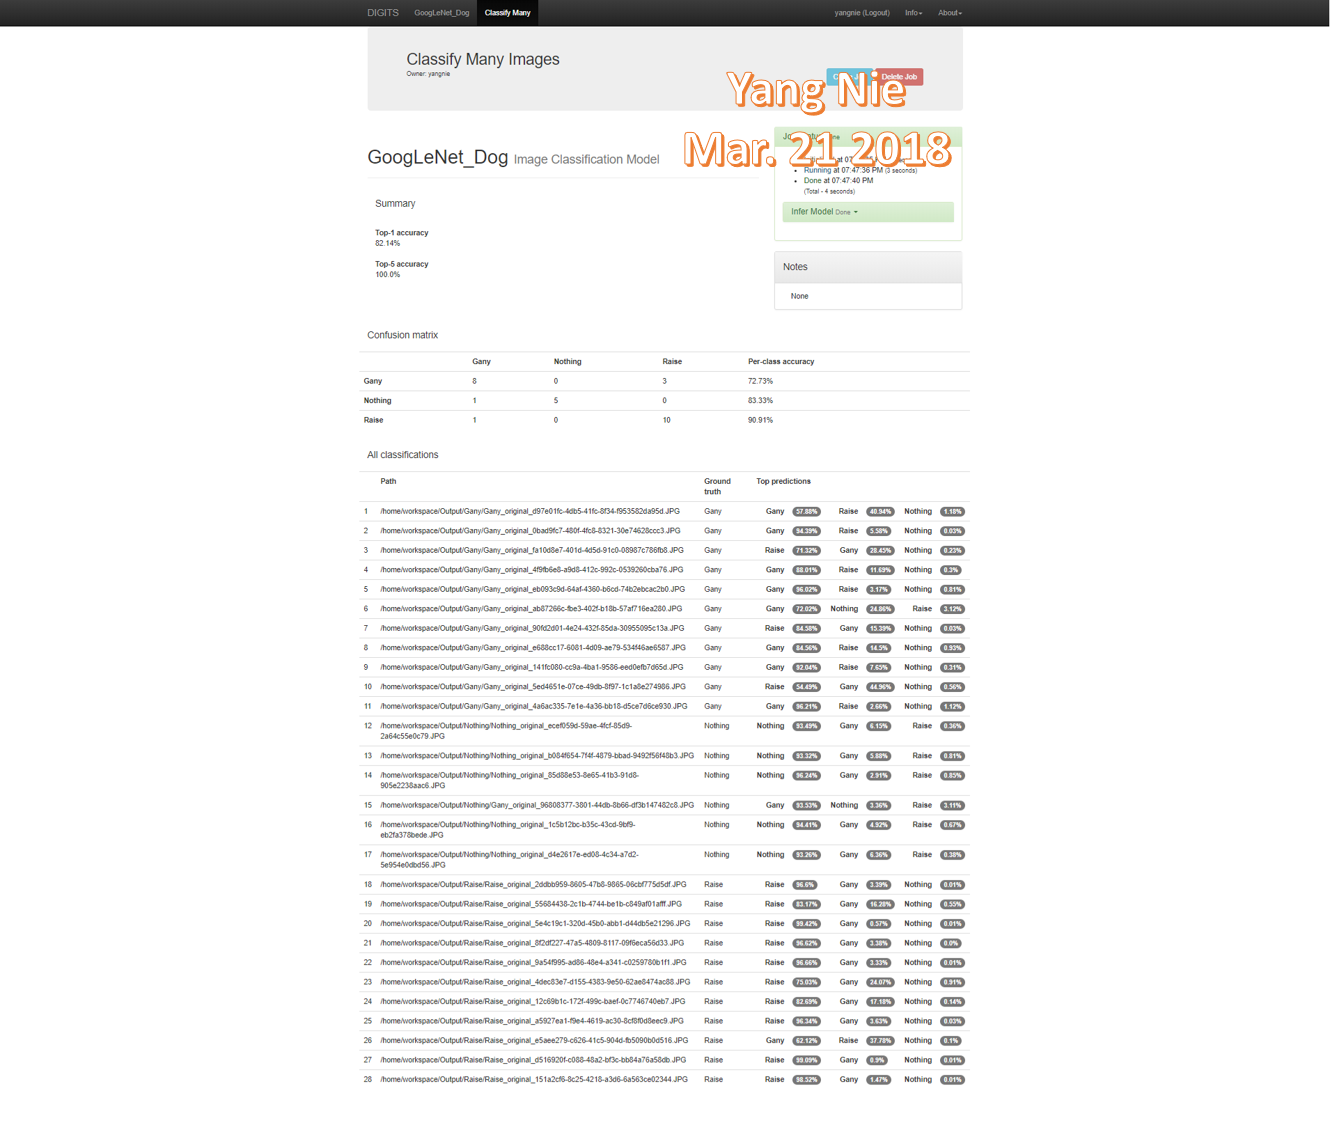 DIGITS GoogLeNet_Dog Classify Many yangnie (Logout) Info About
Classify Many Images
Owner: yangnie
Delete Job
Yang Nie
Mar. 21 2018
GoogLeNet_Dog Image Classification Model
Running at 07:47:36 PM (3 seconds)
Done at 07:47:40 PM
(Total - 4 seconds)
Infer Model Done
Summary
Top-1 accuracy
82.14%
Top-5 accuracy
100.0%
Notes
None
Confusion matrix
Gany Nothing Raise Per-class accuracy
Gany 8 0 3 72.73%
Nothing 1 5 0 83.33%
Raise 1 0 10 90.91%
All classifications
Path Ground truth Top predictions
1 /home/workspace/Output/Gany/Gany_original_d97e01fc-4db5-41fc-8f34-f953582da95d.JPG Gany Gany 57.88% Raise 40.94% Nothing 1.18%
2 /home/workspace/Output/Gany/Gany_original_0bad9fc7-480f-4fc8-8321-30e74628ccc3.JPG Gany Gany 94.39% Raise 5.58% Nothing 0.03%
3 /home/workspace/Output/Gany/Gany_original_fa10d8e7-401d-4d5d-91c0-08987c786fb8.JPG Gany Raise 71.32% Gany 28.45% Nothing 0.23%
4 /home/workspace/Output/Gany/Gany_original_4f9fb6e8-a9d8-412c-992c-0539260cba76.JPG Gany Gany 88.01% Raise 11.69% Nothing 0.3%
5 /home/workspace/Output/Gany/Gany_original_eb093c9d-64af-4360-b6cd-74b2ebcac2b0.JPG Gany Gany 96.02% Raise 3.17% Nothing 0.81%
6 /home/workspace/Output/Gany/Gany_original_ab87266c-fbe3-402f-b18b-57af716ea280.JPG Gany Gany 72.02% Nothing 24.86% Raise 3.12%
7 /home/workspace/Output/Gany/Gany_original_90fd2d01-4e24-432f-85da-30955095c13a.JPG Gany Raise 84.58% Gany 15.39% Nothing 0.03%
8 /home/workspace/Output/Gany/Gany_original_e688cc17-6081-4d09-ae79-534f46ae6587.JPG Gany Gany 84.56% Raise 14.5% Nothing 0.93%
9 /home/workspace/Output/Gany/Gany_original_141fc080-cc9a-4ba1-9586-eed0efb7d65d.JPG Gany Gany 92.04% Raise 7.65% Nothing 0.31%
10 /home/workspace/Output/Gany/Gany_original_5ed4651e-07ce-49db-8f97-1c1a8e274986.JPG Gany Raise 54.49% Gany 44.96% Nothing 0.56%
11 /home/workspace/Output/Gany/Gany_original_4a6ac335-7e1e-4a36-bb18-d5ce7d6ce930.JPG Gany Gany 96.21% Raise 2.66% Nothing 1.12%
12 /home/workspace/Output/Nothing/Nothing_original_ecef059d-59ae-4fcf-85d9- Nothing Nothing 93.49% Gany 6.15% Raise 0.36%
2a64c55e0c79.JPG
13 /home/workspace/Output/Nothing/Nothing_original_b084f654-7f4f-4879-bbad-9492f56f48b3.JPG Nothing Nothing 93.32% Gany 5.88% Raise 0.81%
14 /home/workspace/Output/Nothing/Nothing_original_85d88e53-8e65-41b3-91d8- Nothing Nothing 96.24% Gany 2.91% Raise 0.85%
905e2238aac6.JPG
15 /home/workspace/Output/Nothing/Gany_original_96808377-3801-44db-8b66-df3b147482c8.JPG Nothing Gany 93.53% Nothing 3.36% Raise 3.11%
16 /home/workspace/Output/Nothing/Nothing_original_1c5b12bc-b35c-43cd-9bf9- Nothing Nothing 94.41% Gany 4.92% Raise 0.67%
eb2fa378bede.JPG
17 /home/workspace/Output/Nothing/Nothing_original_d4e2617e-ed08-4c34-a7d2- Nothing Nothing 93.26% Gany 6.36% Raise 0.38%
5e954e0dbd56.JPG
18 /home/workspace/Output/Raise/Raise_original_2ddbb959-8605-47b8-9865-06cbf775d5df.JPG Raise Raise 96.6% Gany 3.39% Nothing 0.01%
19 /home/workspace/Output/Raise/Raise_original_55684438-2c1b-4744-be1b-c849af01afff.JPG Raise Raise 83.17% Gany 16.28% Nothing 0.55%
20 /home/workspace/Output/Raise/Raise_original_5e4c19c1-320d-45b0-abb1-d44db5e21296.JPG Raise Raise 99.42% Gany 0.57% Nothing 0.01%
21 /home/workspace/Output/Raise/Raise_original_8f2df227-47a5-4809-8117-09f6eca56d33.JPG Raise Raise 96.62% Gany 3.38% Nothing 0.0%
22 /home/workspace/Output/Raise/Raise_original_9a54f995-ad86-48e4-a341-c0259780b1f1.JPG Raise Raise 96.66% Gany 3.33% Nothing 0.01%
23 /home/workspace/Output/Raise/Raise_original_4dec83e7-d155-4383-9e50-62ae8474ac88.JPG Raise Raise 75.03% Gany 24.07% Nothing 0.91%
24 /home/workspace/Output/Raise/Raise_original_12c69b1c-172f-499c-baef-0c7746740eb7.JPG Raise Raise 82.69% Gany 17.18% Nothing 0.14%
25 /home/workspace/Output/Raise/Raise_original_a5927ea1-f9e4-4619-ac30-8cf8f0d8eec9.JPG Raise Raise 96.34% Gany 3.63% Nothing 0.03%
26 /home/workspace/Output/Raise/Raise_original_e5aee279-c626-41c5-904d-fb5090b0d516.JPG Raise Gany 62.12% Raise 37.78% Nothing 0.1%
27 /home/workspace/Output/Raise/Raise_original_d516920f-c088-48a2-bf3c-bb84a76a58db.JPG Raise Raise 99.09% Gany 0.9% Nothing 0.01%
28 /home/workspace/Output/Raise/Raise_original_151a2cf6-8c25-4218-a3d6-6a563ce02344.JPG Raise Raise 98.52% Gany 1.47% Nothing 0.01%